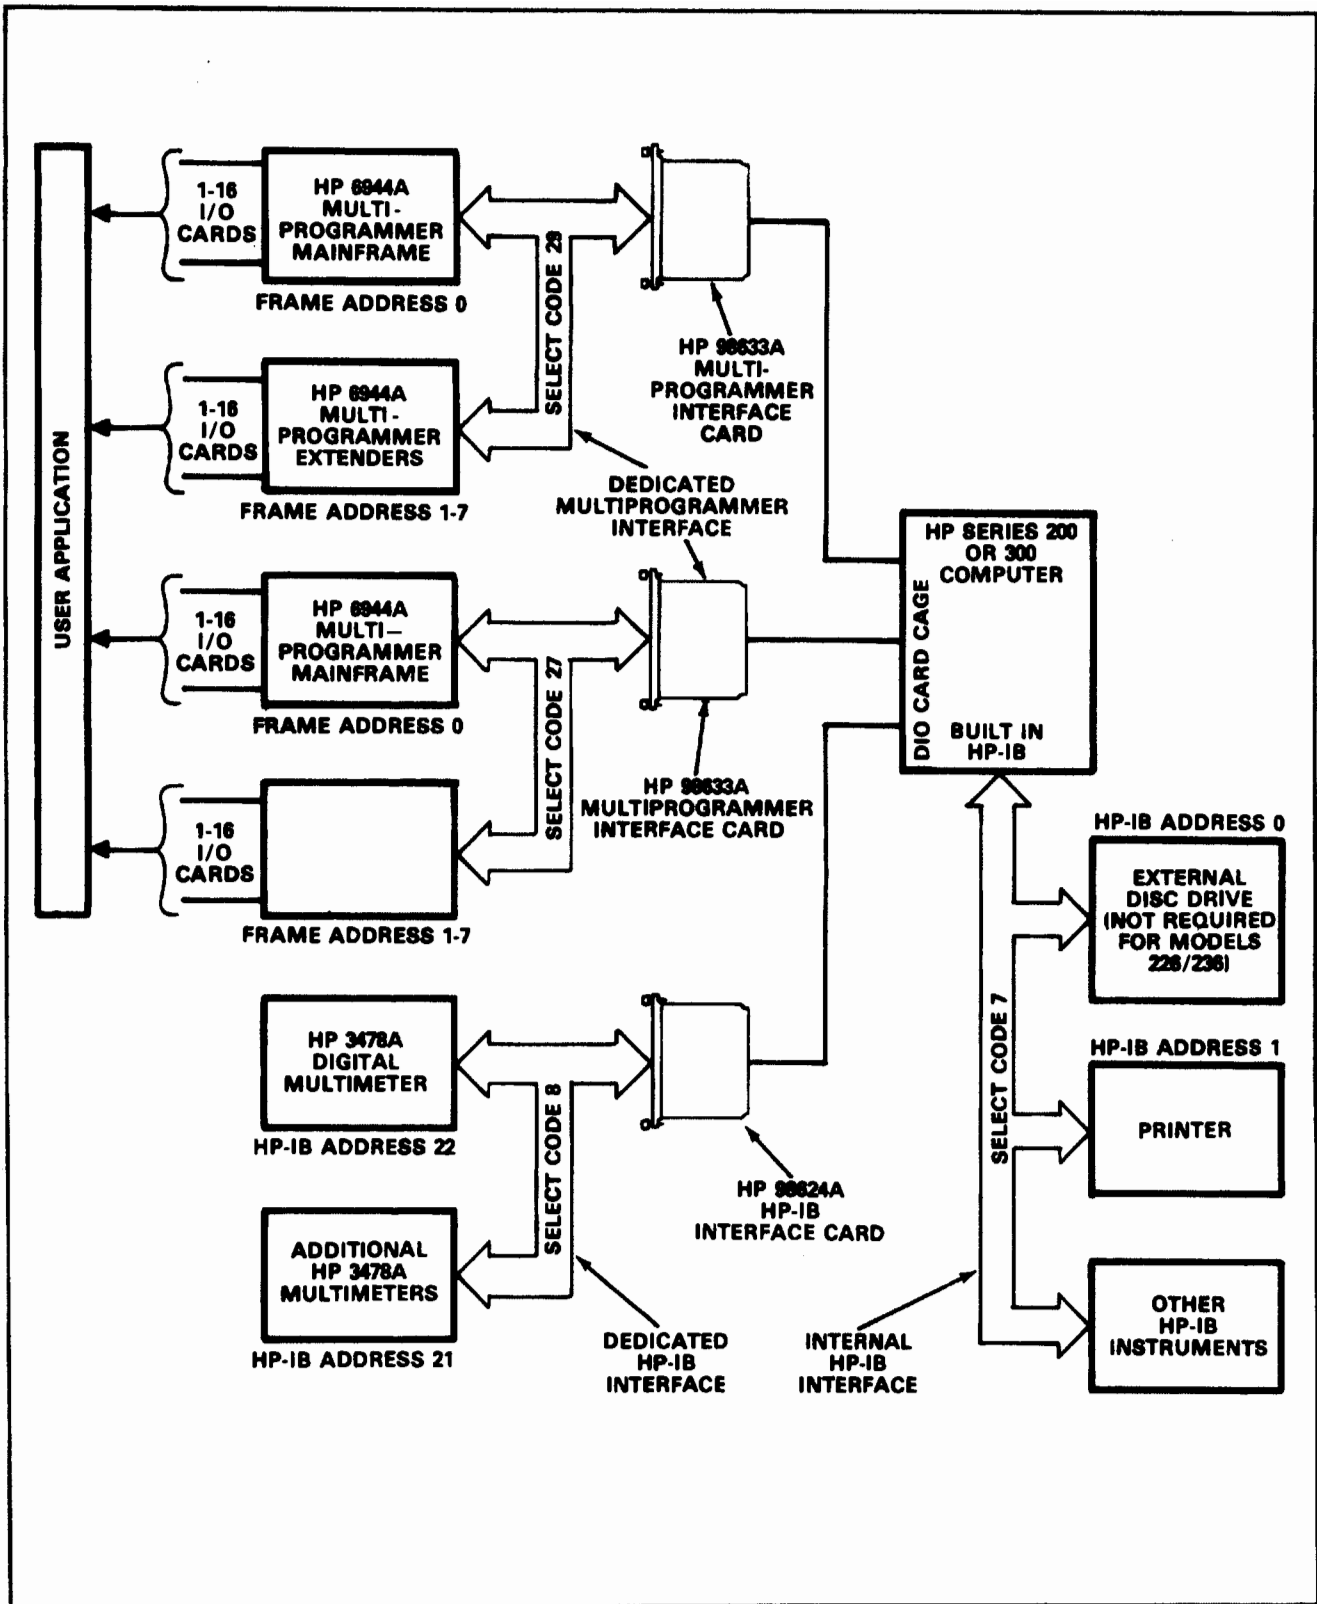 USER APPLICATION
1-16
I/O
CARDS
HP 6944A
MULTI-
PROGRAMMER
MAINFRAME
FRAME ADDRESS 0
1-16
I/O
CARDS
HP 6944A
MULTI-
PROGRAMMER
EXTENDERS
FRAME ADDRESS 1-7
SELECT CODE 29
HP 98633A
MULTI-
PROGRAMMER
INTERFACE
CARD
DEDICATED
MULTIPROGRAMMER
INTERFACE
1-16
I/O
CARDS
HP 6944A
MULTI—
PROGRAMMER
MAINFRAME
FRAME ADDRESS 0
SELECT CODE 27
HP 98633A
MULTIPROGRAMMER
INTERFACE CARD
1-16
I/O
CARDS
FRAME ADDRESS 1-7
HP SERIES 200
OR 300
COMPUTER
DIO CARD CAGE
BUILT IN
HP-IB
HP 3478A
DIGITAL
MULTIMETER
HP-IB ADDRESS 22
SELECT CODE 8
HP 98624A
HP-IB
INTERFACE CARD
ADDITIONAL
HP 3478A
MULTIMETERS
HP-IB ADDRESS 21
DEDICATED
HP-IB
INTERFACE
INTERNAL
HP-IB
INTERFACE
SELECT CODE 7
HP-IB ADDRESS 0
EXTERNAL
DISC DRIVE
(NOT REQUIRED
FOR MODELS
226/236)
HP-IB ADDRESS 1
PRINTER
OTHER
HP-IB
INSTRUMENTS